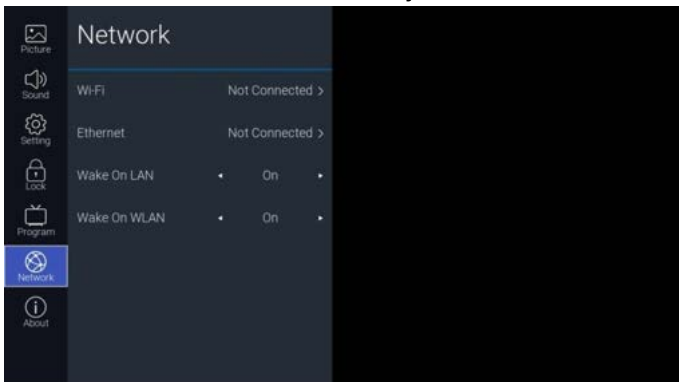 Network
Picture
Sound
Setting
Lock
Program
Network
About
Wi-Fi Not Connected >
Ethernet Not Connected >
Wake On LAN On
Wake On WLAN On